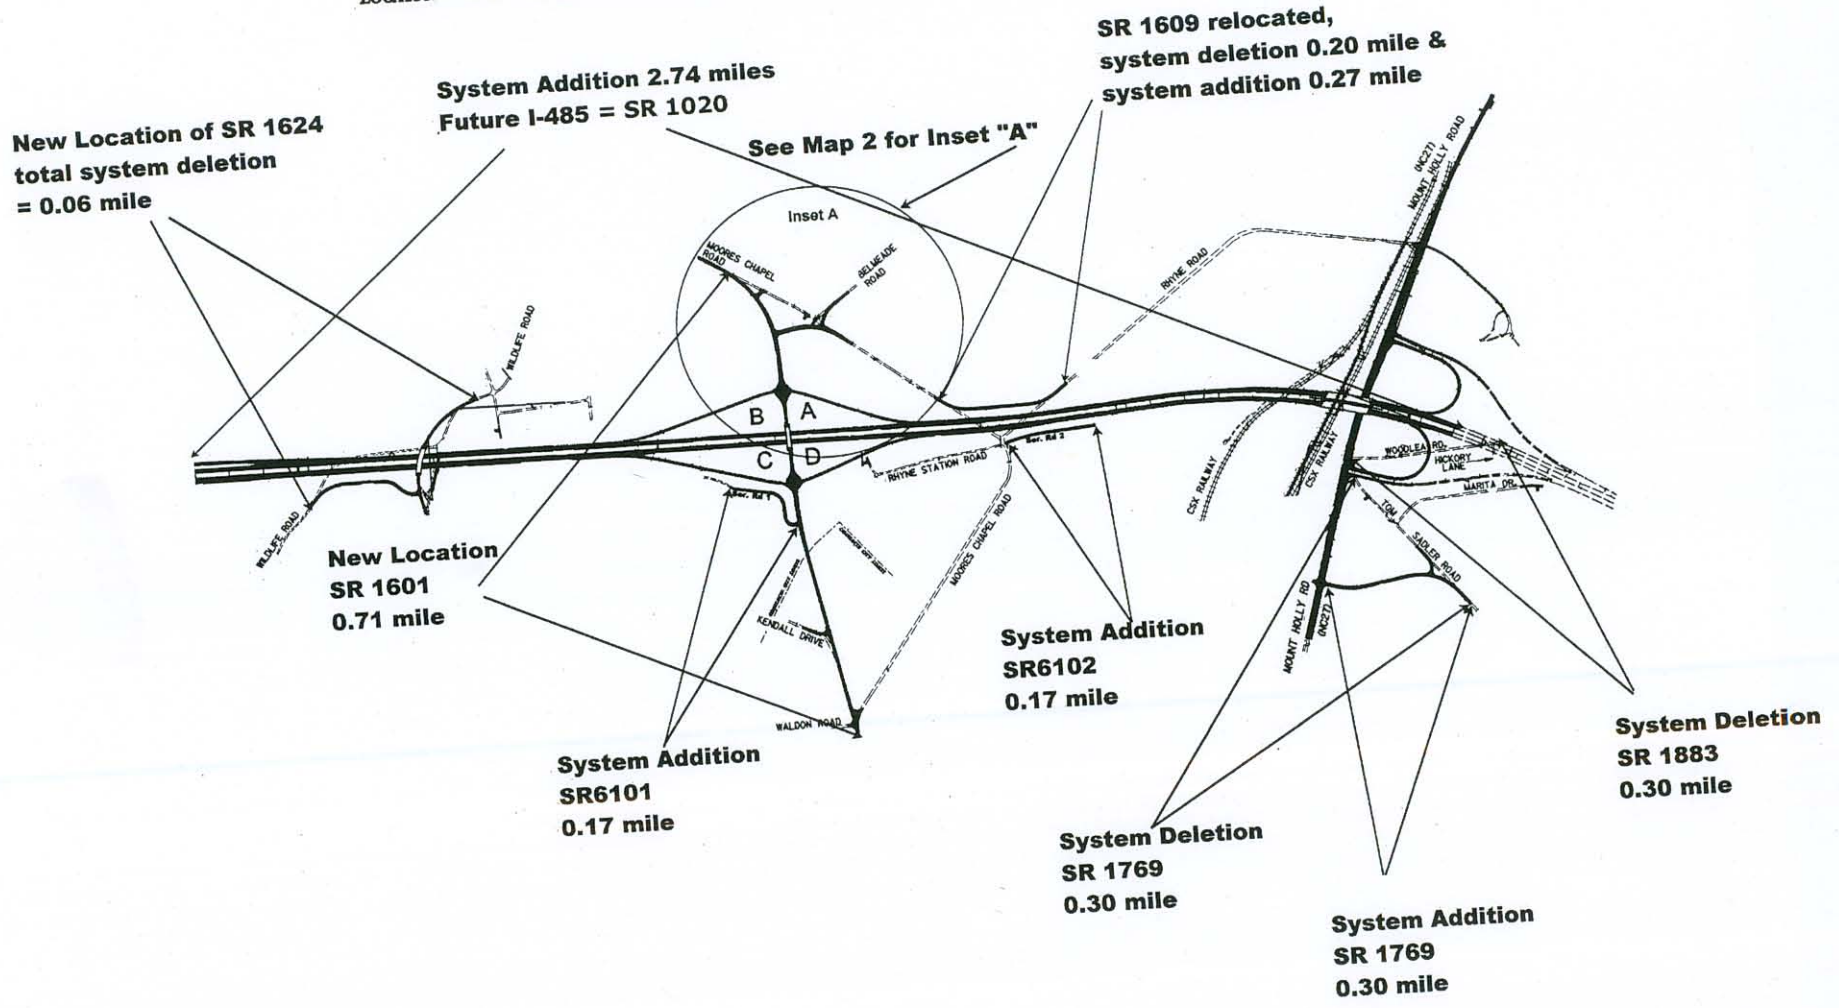 SR 1609 relocated,
system deletion 0.20 mile &
system addition 0.27 mile
System Addition 2.74 miles
Future I-485 = SR 1020
New Location of SR 1624
total system deletion
= 0.06 mile
See Map 2 for Inset "A"
Inset A
MOORES CHAPEL
ROAD
BELMEADE
ROAD
RHYNE ROAD
(NC27)
MOUNT HOLLY ROAD
WILDLIFE ROAD
B
A
C
D
Ser. Rd 2
RHYNE STATION ROAD
Ser. Rd 1
WILDLIFE ROAD
CSX RAILWAY
CSX RAILWAY
WOODLEA RD.
HICKORY
LANE
MARITA DR.
TOM
SADLER ROAD
MOORES CHAPEL ROAD
KENDALL DRIVE
WALDON ROAD
MOUNT HOLLY RD
(NC27)
New Location
SR 1601
0.71 mile
System Addition
SR6102
0.17 mile
System Addition
SR6101
0.17 mile
System Deletion
SR 1883
0.30 mile
System Deletion
SR 1769
0.30 mile
System Addition
SR 1769
0.30 mile